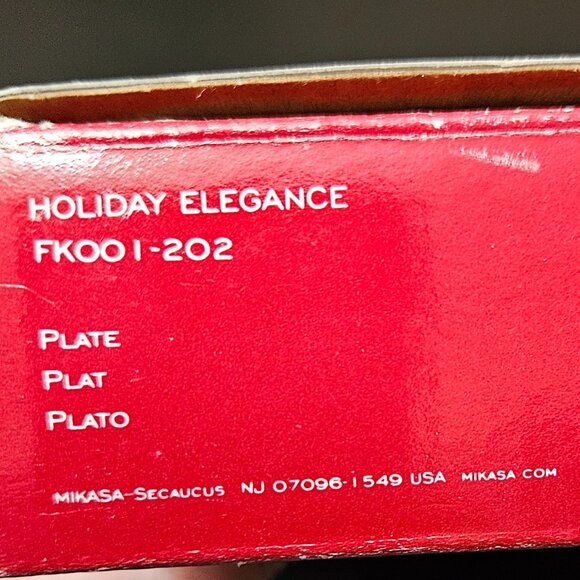 HOLIDAY ELEGANCE
FK001-202
PLATE
PLAT
PLATO
MIKASA-SECAUCUS NJ 07096-1549 USA MIKASA COM